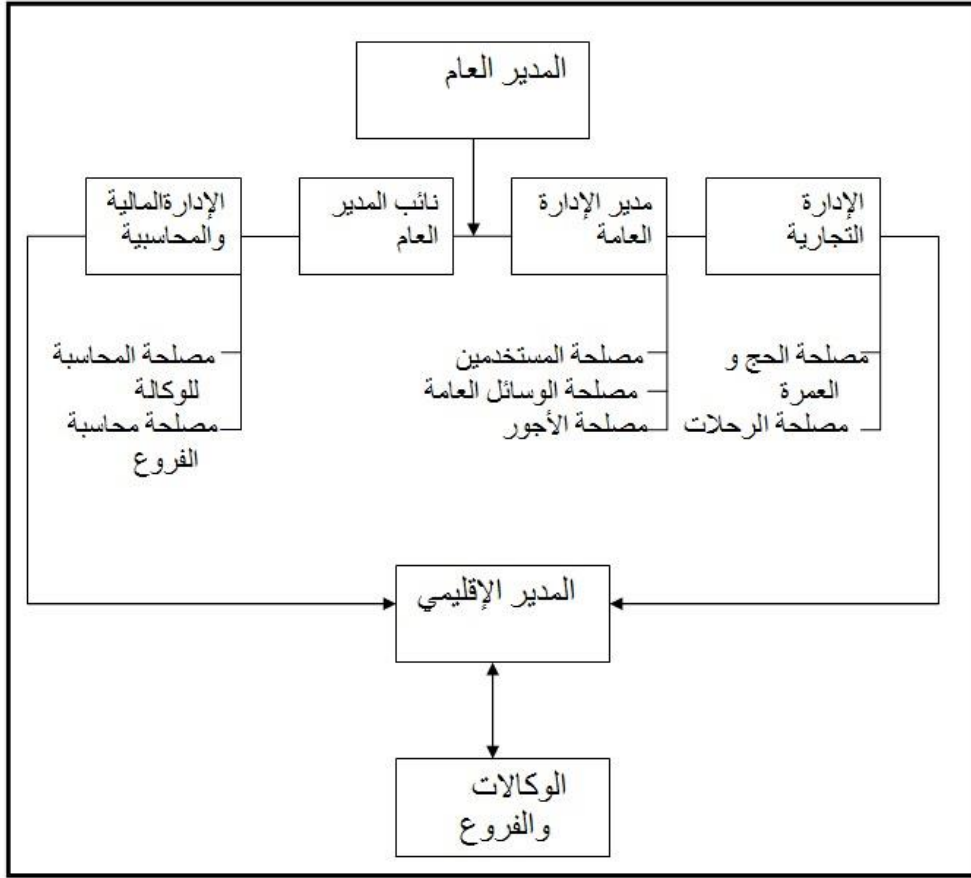 المدير العام
الإدارة
التجارية
مدير الإدارة
العامة
نائب المدير
العام
الإدارةالمالية
والمحاسبية
مصلحة الحج و
العمرة
مصلحة الرحلات
مصلحة المستخدمين
مصلحة الوسائل العامة
مصلحة الأجور
مصلحة المحاسبة
للوكالة
مصلحة محاسبة
الفروع
المدير الإقليمي
الوكالات
والفروع